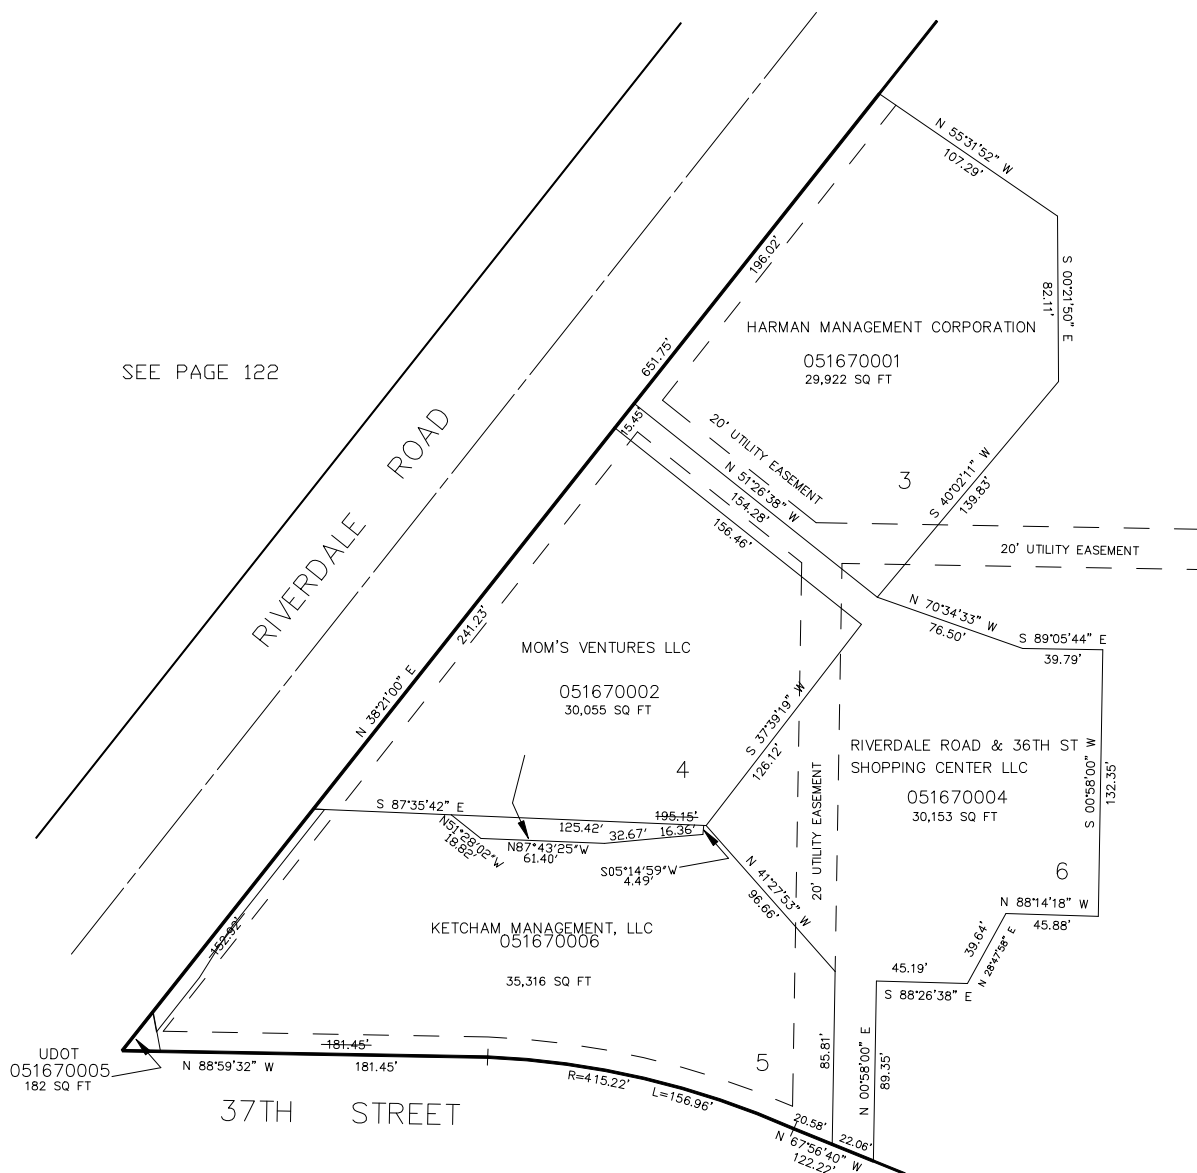 N 55°31'52" W
107.29'
196.02'
S 00°21'50" E
82.11'
HARMAN MANAGEMENT CORPORATION
051670001
29,922 SQ FT
651.75'
SEE PAGE 122
15.45'
20' UTILITY EASEMENT
RIVERDALE ROAD
N 51°26'38" W
154.28'
3
S 40°02'11" W
139.83'
156.46'
20' UTILITY EASEMENT
N 70°34'33" W
76.50'
S 89°05'44" E
39.79'
241.23'
N 38°21'00" E
MOM'S VENTURES LLC
051670002
30,055 SQ FT
S 37°39'19" W
126.12'
4
RIVERDALE ROAD & 36TH ST
SHOPPING CENTER LLC
051670004
30,153 SQ FT
S 00°58'00" W
132.35'
20' UTILITY EASEMENT
S 87°35'42" E
195.15'
125.42'
32.67'
16.36'
N51°28'02"W
18.82'
N87°43'25"W
61.40'
S05°14'59"W
4.49'
N 41°27'53" W
96.66'
6
N 88°14'18" W
45.88'
39.64'
N 28°47'58" E
KETCHAM MANAGEMENT, LLC
051670006
35,316 SQ FT
152.92'
45.19'
S 88°26'38" E
181.45'
UDOT
051670005
182 SQ FT
N 88°59'32" W
181.45'
5
85.81'
N 00°58'00" E
89.35'
R=415.22'
L=156.96'
37TH STREET
20.58'
22.06'
N 67°56'40" W
122.22'